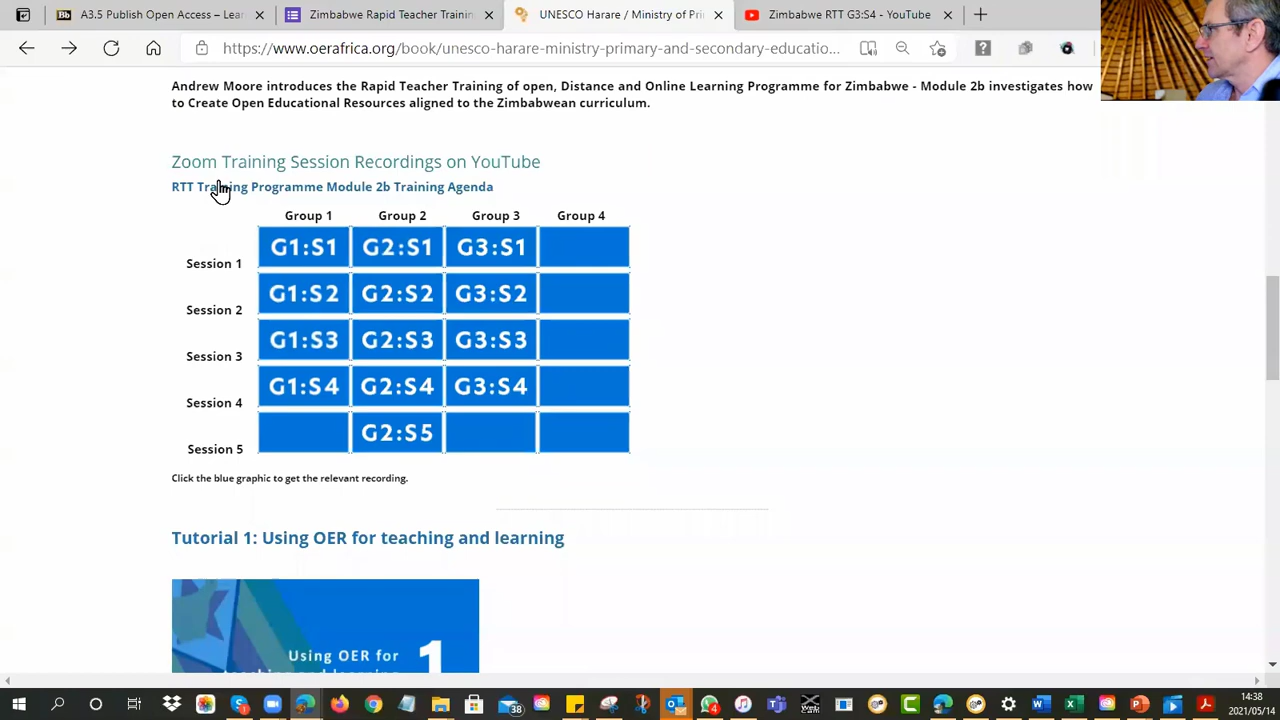 A3.5 Publish Open Access – Lear
Zimbabwe Rapid Teacher Trainin
UNESCO Harare / Ministry of Pri
Zimbabwe RTT G3:S4 - YouTube
https://www.oerafrica.org/book/unesco-harare-ministry-primary-and-secondary-educatio...
Andrew Moore introduces the Rapid Teacher Training of open, Distance and Online Learning Programme for Zimbabwe - Module 2b investigates how
to Create Open Educational Resources aligned to the Zimbabwean curriculum.
Zoom Training Session Recordings on YouTube
RTT Training Programme Module 2b Training Agenda
Group 1 Group 2 Group 3 Group 4
Session 1 G1:S1 G2:S1 G3:S1
Session 2 G1:S2 G2:S2 G3:S2
Session 3 G1:S3 G2:S3 G3:S3
Session 4 G1:S4 G2:S4 G3:S4
Session 5 G2:S5
Click the blue graphic to get the relevant recording.
Tutorial 1: Using OER for teaching and learning
Using OER for
1
teaching and learning
38
4
14:38
2021/05/14